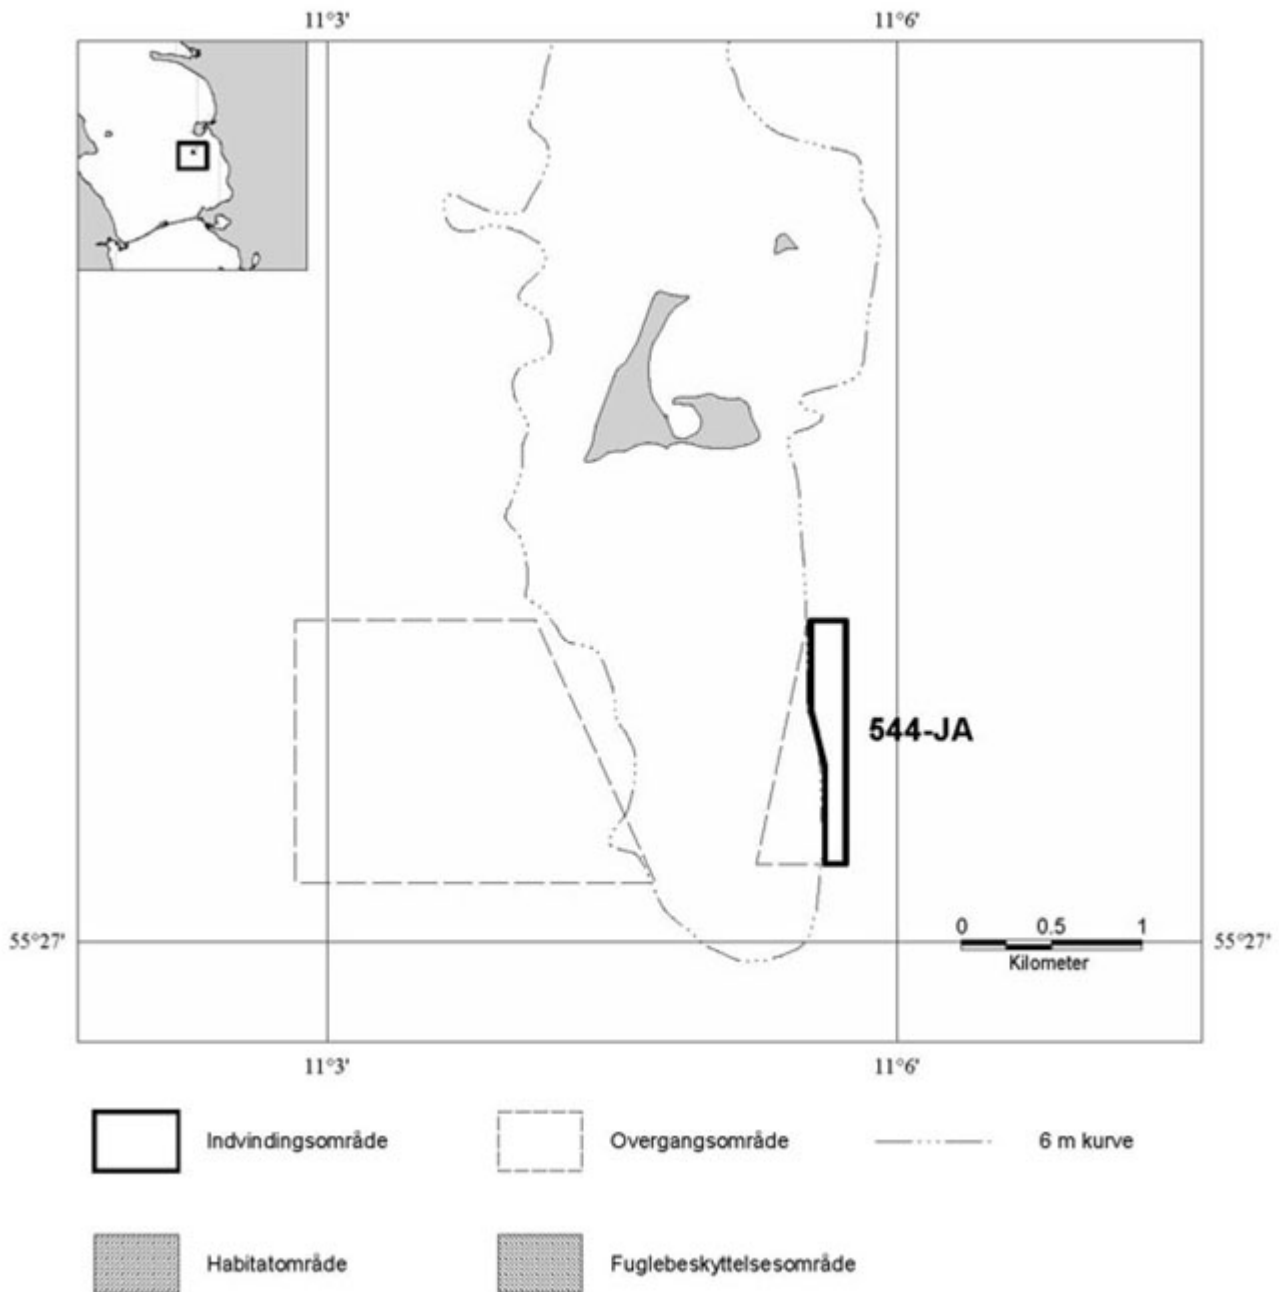 11°3' 11°6'
544-JA
0 0.5 1
55°27' 55°27'
Kilometer
11°3' 11°6'
Indvindingsområde Overgangsområde 6 m kurve
Habitatområde Fuglebeskyttelsesområde